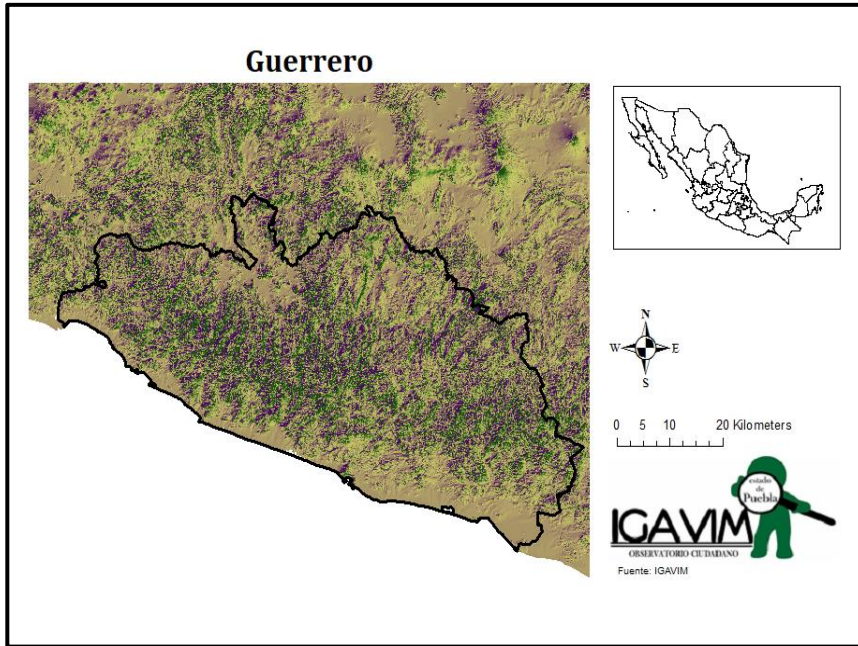 Guerrero
N
W E
S
0 5 10 20 Kilometers
estado
de
Puebla
IGAVIM
OBSERVATORIO CIUDADANO
Fuente: IGAVIM